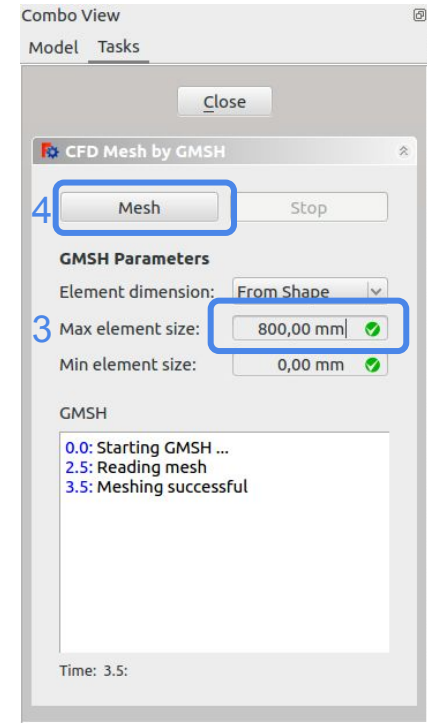 Combo View
Model Tasks
Close
CFD Mesh by GMSH
4 Mesh Stop
GMSH Parameters
Element dimension: From Shape
3 Max element size: 800,00 mm
Min element size: 0,00 mm
GMSH
0.0: Starting GMSH ...
2.5: Reading mesh
3.5: Meshing successful
Time: 3.5: